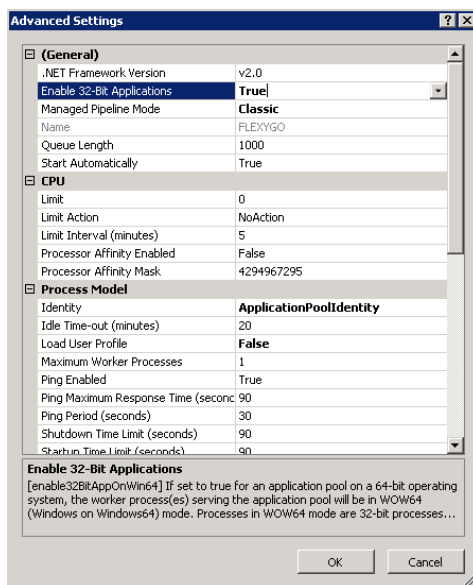 Advanced Settings
(General)
.NET Framework Version v2.0
Enable 32-Bit Applications True
Managed Pipeline Mode Classic
Name FLEXYGO
Queue Length 1000
Start Automatically True
CPU
Limit 0
Limit Action NoAction
Limit Interval (minutes) 5
Processor Affinity Enabled False
Processor Affinity Mask 4294967295
Process Model
Identity ApplicationPoolIdentity
Idle Time-out (minutes) 20
Load User Profile False
Maximum Worker Processes 1
Ping Enabled True
Ping Maximum Response Time (seconc 90
Ping Period (seconds) 30
Shutdown Time Limit (seconds) 90
Startup Time Limit (seconds) 90
Enable 32-Bit Applications
[enable32BitAppOnWin64] If set to true for an application pool on a 64-bit operating
system, the worker process(es) serving the application pool will be in WOW64
(Windows on Windows64) mode. Processes in WOW64 mode are 32-bit processes...
OK Cancel